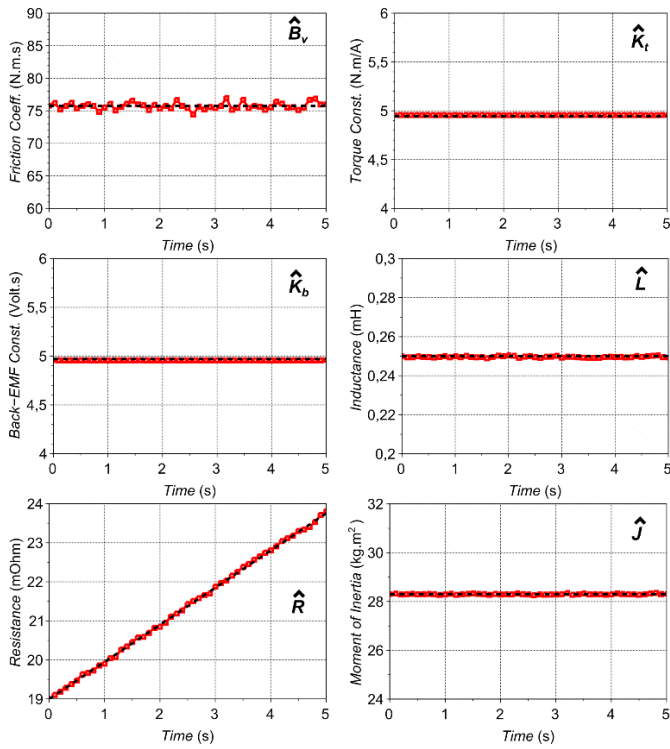 90
85
80
75
70
65
60
Friction Coeff. (N.m.s)
B̂ᵥ
0 1 2 3 4 5
Time (s)
6
5,5
5
4,5
4
Torque Const. (N.m/A)
K̂ₜ
0 1 2 3 4 5
Time (s)
6
5,5
5
4,5
4
Back−EMF Const. (Volt.s)
K̂_b
0 1 2 3 4 5
Time (s)
0,3
0,28
0,26
0,24
0,22
0,2
Inductance (mH)
L̂
0 1 2 3 4 5
Time (s)
24
23
22
21
20
19
Resistance (mOhm)
R̂
0 1 2 3 4 5
Time (s)
32
30
28
26
24
Moment of Inertia (kg.m²)
Ĵ
0 1 2 3 4 5
Time (s)